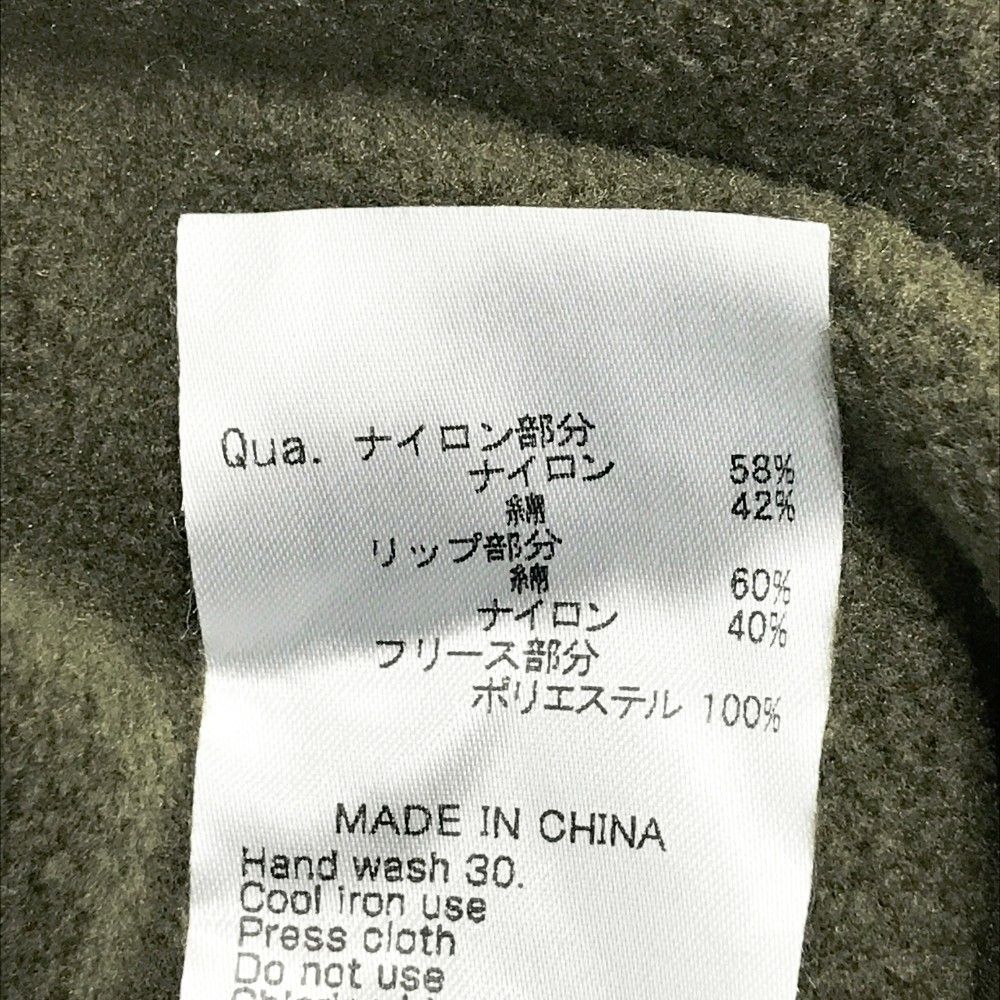 Qua. ナイロン部分
ナイロン 58%
綿 42%
リップ部分
綿 60%
ナイロン 40%
フリース部分
ポリエステル 100%
MADE IN CHINA
Hand wash 30.
Cool iron use
Press cloth
Do not use